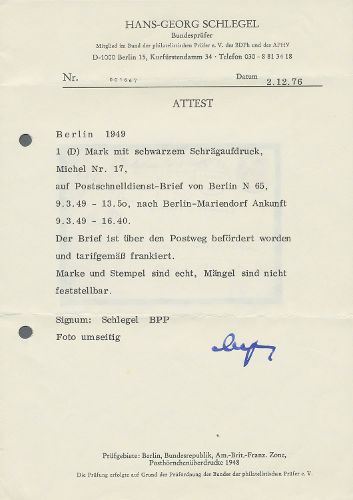 HANS-GEORG SCHLEGEL
Bundesprüfer
Mitglied im Bund der philatelistischen Prüfer e. V. des BDPh und des APHV
D-1000 Berlin 15, Kurfürstendamm 34 · Telefon 030 - 8 81 34 18
Nr. Datum 2.12.76
ATTEST
Berlin 1949
1 (D) Mark mit schwarzem Schrägaufdruck,
Michel Nr. 17,
auf Postschnelldienst-Brief von Berlin N 65,
9.3.49 - 13.50, nach Berlin-Mariendorf Ankunft
9.3.49 - 16.40.
Der Brief ist über den Postweg befördert worden
und tarifgemäß frankiert.
Marke und Stempel sind echt, Mängel sind nicht
feststellbar.
Signum: Schlegel BPP
Foto umseitig
Prüfgebiete: Berlin, Bundesrepublik, Am.-Brit.-Franz. Zone,
Posthörnchenüberdrucke 1948
Die Prüfung erfolgte auf Grund der Prüfordnung des Bundes der philatelistischen Prüfer e. V.